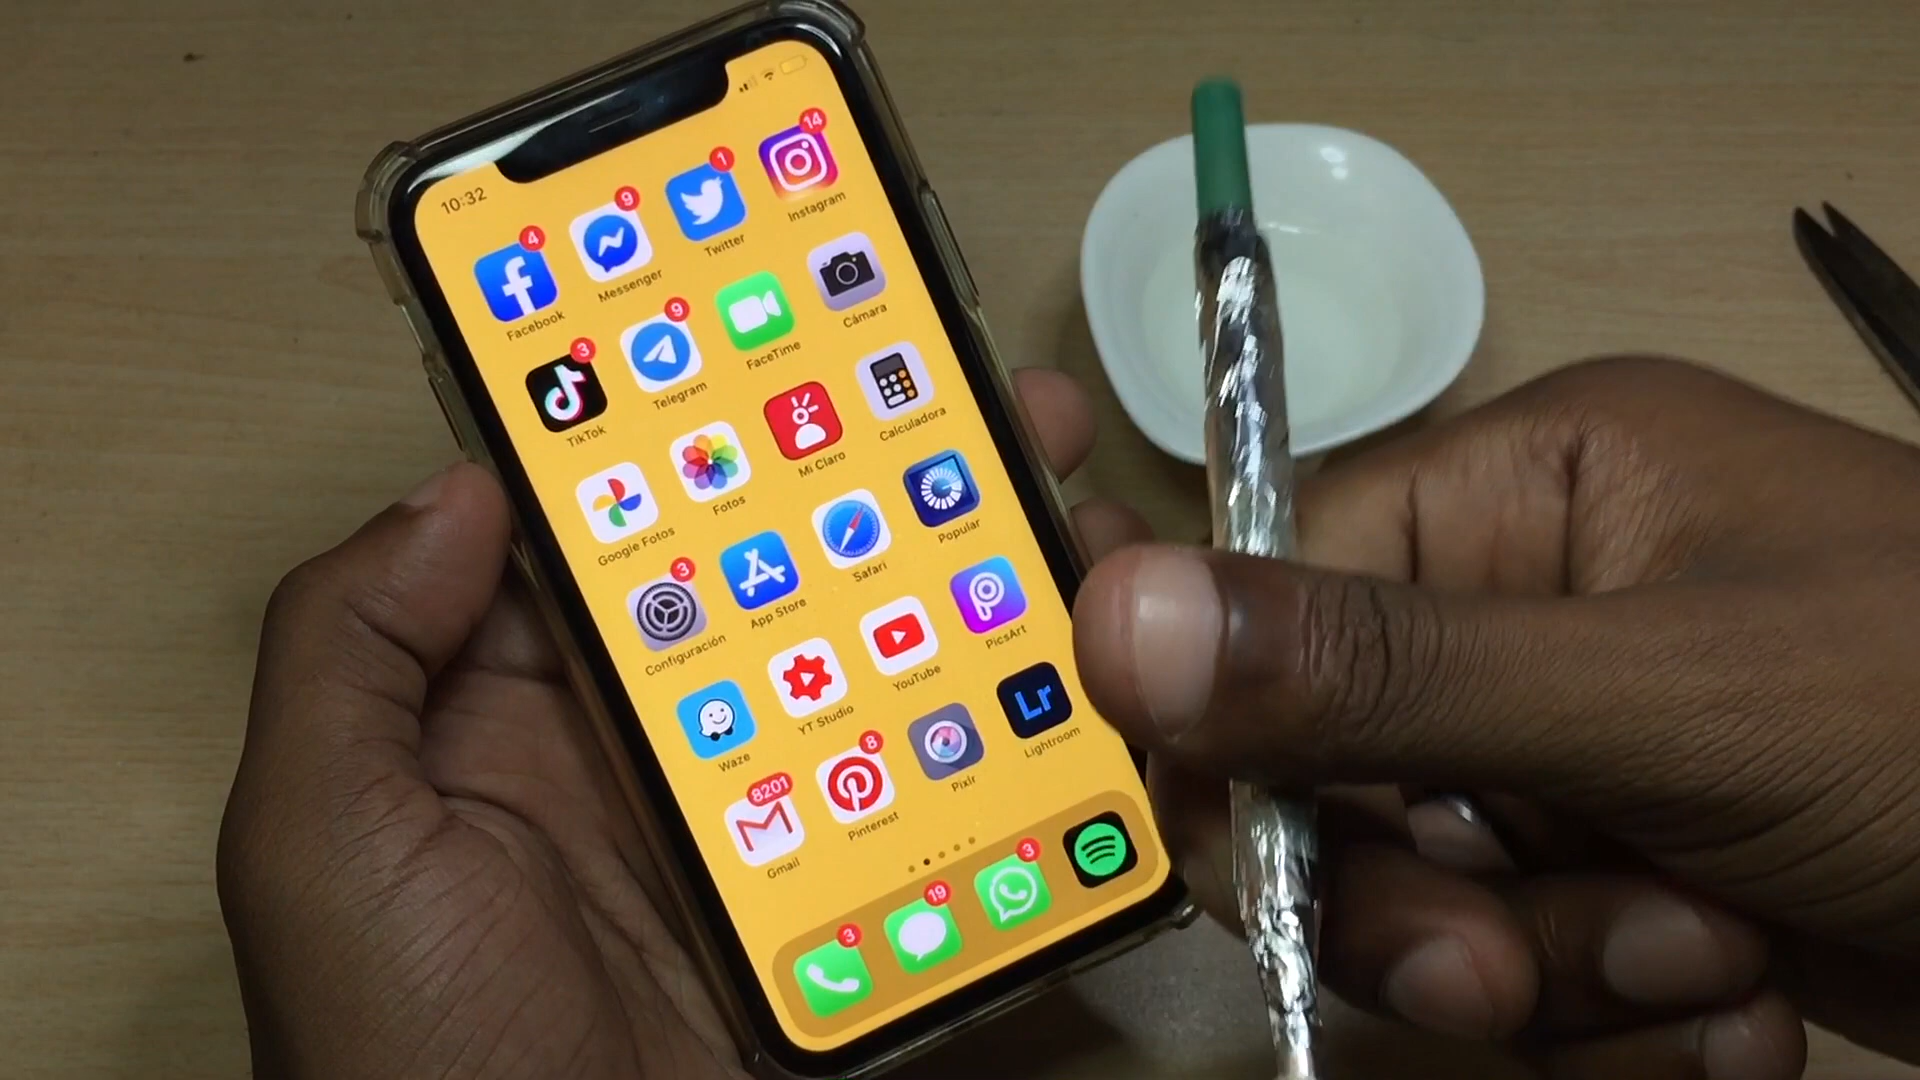 10:32
4
Facebook
9
Messenger
1
Twitter
14
Instagram
3
TikTok
9
Telegram
FaceTime
Cámara
Google Fotos
Fotos
Mi Claro
Calculadora
3
Configuración
App Store
Safari
Popular
Waze
YT Studio
YouTube
PicsArt
8201
Gmail
8
Pinterest
Pixlr
Lr
Lightroom
3
19
3